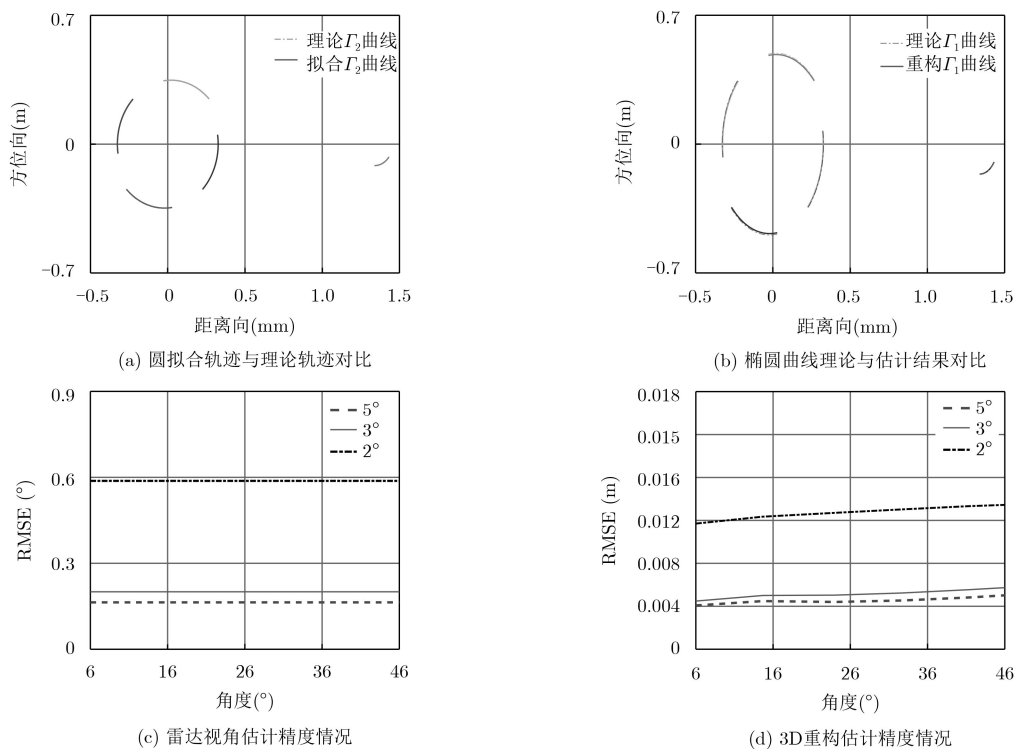 0.7
理论Γ₂曲线
拟合Γ₂曲线
方位向(m)
0
−0.7
−0.5 0 0.5 1.0 1.5
距离向(mm)
(a) 圆拟合轨迹与理论轨迹对比
0.7
理论Γ₁曲线
重构Γ₁曲线
方位向(m)
0
−0.7
−0.5 0 0.5 1.0 1.5
距离向(mm)
(b) 椭圆曲线理论与估计结果对比
0.9
5°
3°
2°
0.6
RMSE (°)
0.3
0
6 16 26 36 46
角度(°)
(c) 雷达视角估计精度情况
0.018
5°
0.015
3°
2°
0.016
RMSE (m)
0.012
0.008
0.004
0
6 16 26 36 46
角度(°)
(d) 3D重构估计精度情况